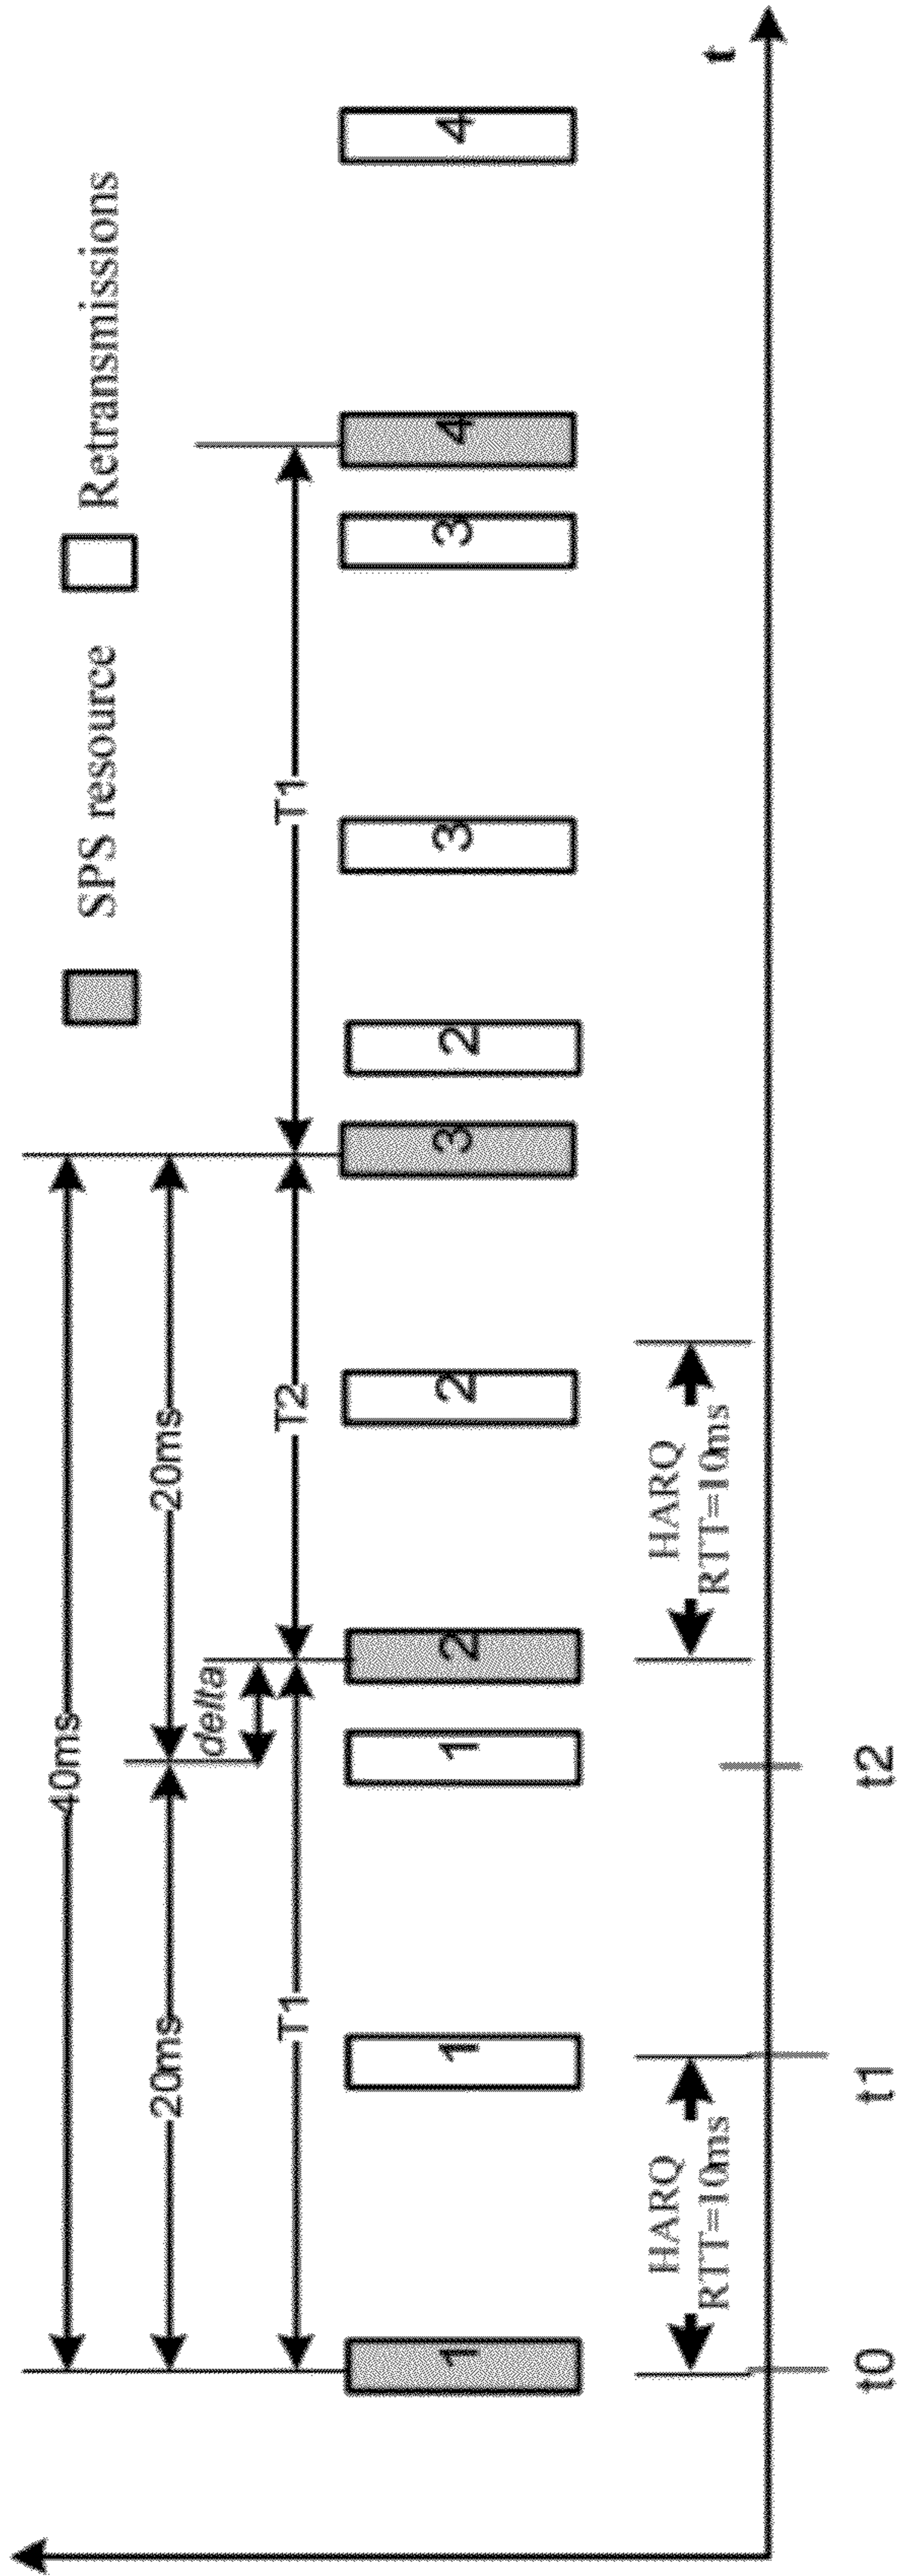 SPS resource
Retransmissions
40ms
20ms
20ms
delta
T1
T2
T1
1
1
1
2
2
3
2
3
3
4
4
HARQ
RTT=10ms
HARQ
RTT=10ms
t
t0
t1
t2